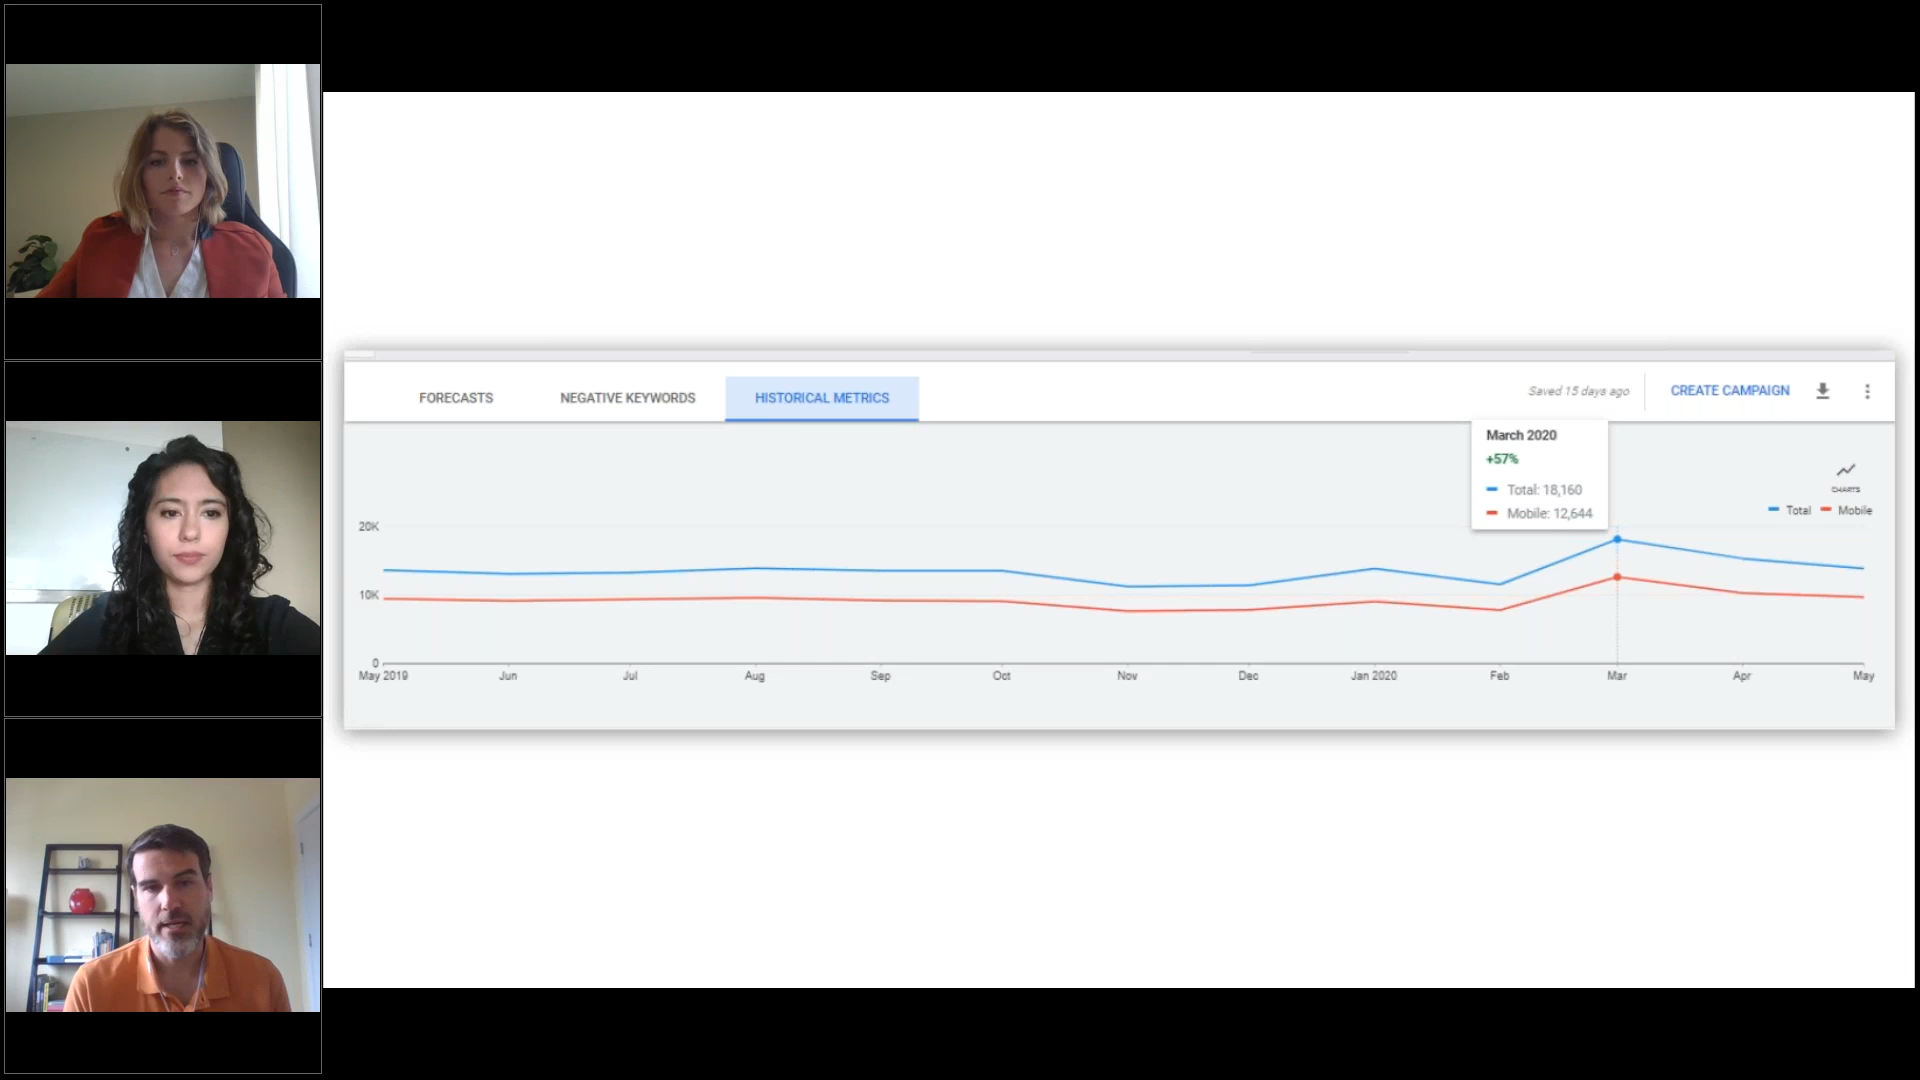 FORECASTS NEGATIVE KEYWORDS HISTORICAL METRICS Saved 15 days ago CREATE CAMPAIGN
March 2020
+57%
Total: 18,160
Mobile: 12,644
CHARTS
Total Mobile
20K
10K
0
May 2019 Jun Jul Aug Sep Oct Nov Dec Jan 2020 Feb Mar Apr May